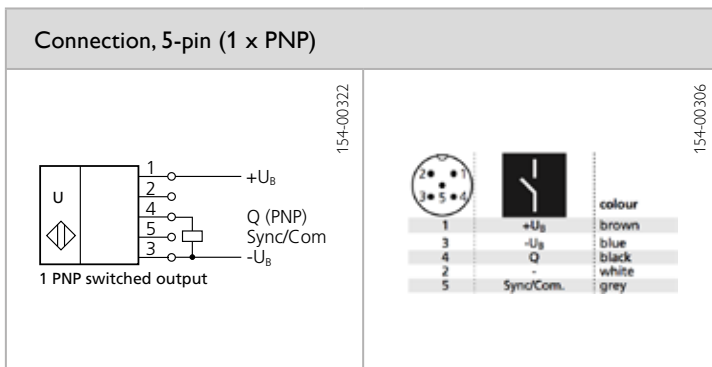 Connection, 5-pin (1 x PNP)
154-00322
U
1
2
4
5
3
+UB
Q (PNP)
Sync/Com
-UB
1 PNP switched output
154-00306
2 1
3 5 4
colour
1 +UB brown
3 -UB blue
4 Q black
2 - white
5 Sync/Com. grey